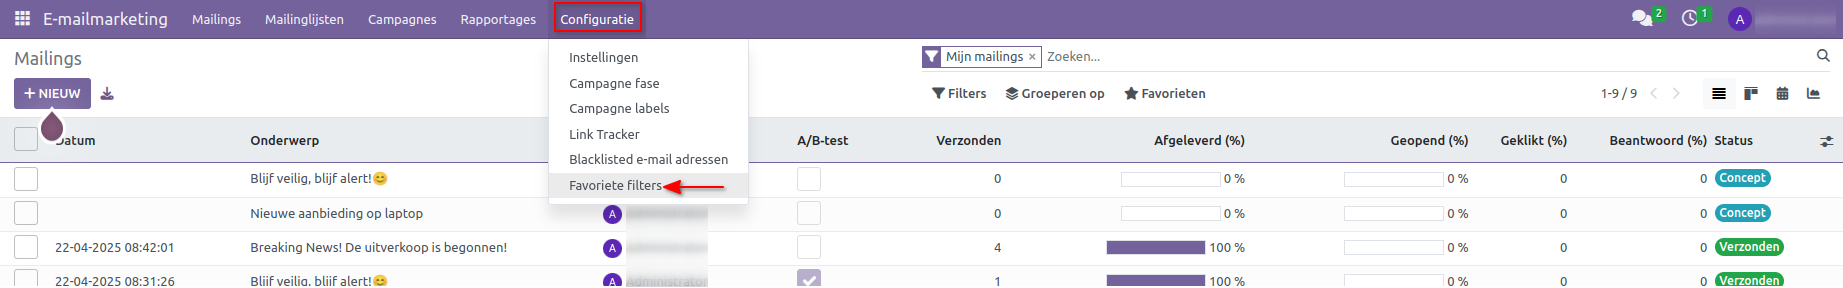 E-mailmarketing Mailings Mailinglijsten Campagnes Rapportages Configuratie 2 1 A
Mailings Instellingen Mijn mailings × Zoeken...
+ NIEUW Campagne fase Filters Groeperen op Favorieten 1-9 / 9
Campagne labels
Datum Onderwerp Link Tracker A/B-test Verzonden Afgeleverd (%) Geopend (%) Geklikt (%) Beantwoord (%) Status
Blacklisted e-mail adressen
Favoriete filters
Blijf veilig, blijf alert!😊 0 0 % 0 % 0 0 Concept
Nieuwe aanbieding op laptop A 0 0 % 0 % 0 0 Concept
22-04-2025 08:42:01 Breaking News! De uitverkoop is begonnen! A 4 100 % 0 % 0 0 Verzonden
22-04-2025 08:31:26 Blijf veilig, blijf alert!😊 A Administrator 1 100 % 0 % 0 0 Verzonden